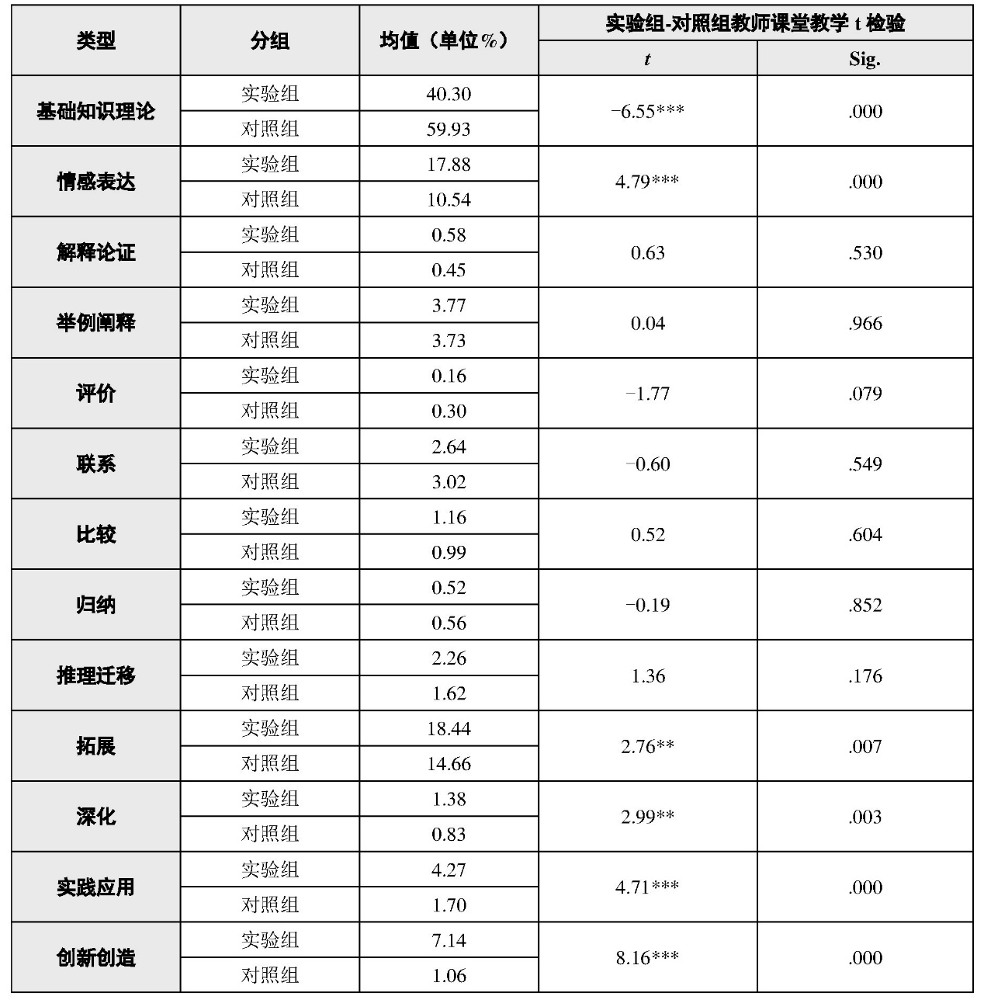 类型 分组 均值（单位%） 实验组-对照组教师课堂教学 t 检验
t Sig.
基础知识理论 实验组 40.30 −6.55*** .000
对照组 59.93
情感表达 实验组 17.88 4.79*** .000
对照组 10.54
解释论证 实验组 0.58 0.63 .530
对照组 0.45
举例阐释 实验组 3.77 0.04 .966
对照组 3.73
评价 实验组 0.16 −1.77 .079
对照组 0.30
联系 实验组 2.64 −0.60 .549
对照组 3.02
比较 实验组 1.16 0.52 .604
对照组 0.99
归纳 实验组 0.52 −0.19 .852
对照组 0.56
推理迁移 实验组 2.26 1.36 .176
对照组 1.62
拓展 实验组 18.44 2.76** .007
对照组 14.66
深化 实验组 1.38 2.99** .003
对照组 0.83
实践应用 实验组 4.27 4.71*** .000
对照组 1.70
创新创造 实验组 7.14 8.16*** .000
对照组 1.06